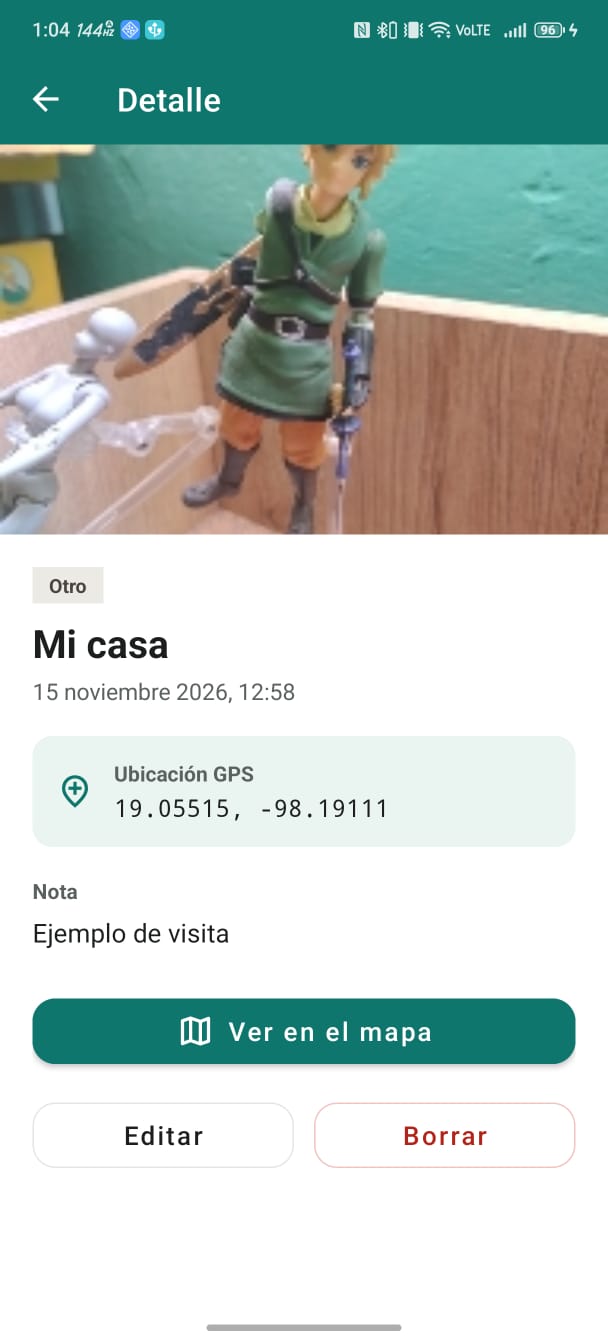 1:04 144Hz VoLTE 96
Detalle
Otro
Mi casa
15 noviembre 2026, 12:58
Ubicación GPS
19.05515, -98.19111
Nota
Ejemplo de visita
Ver en el mapa
Editar
Borrar